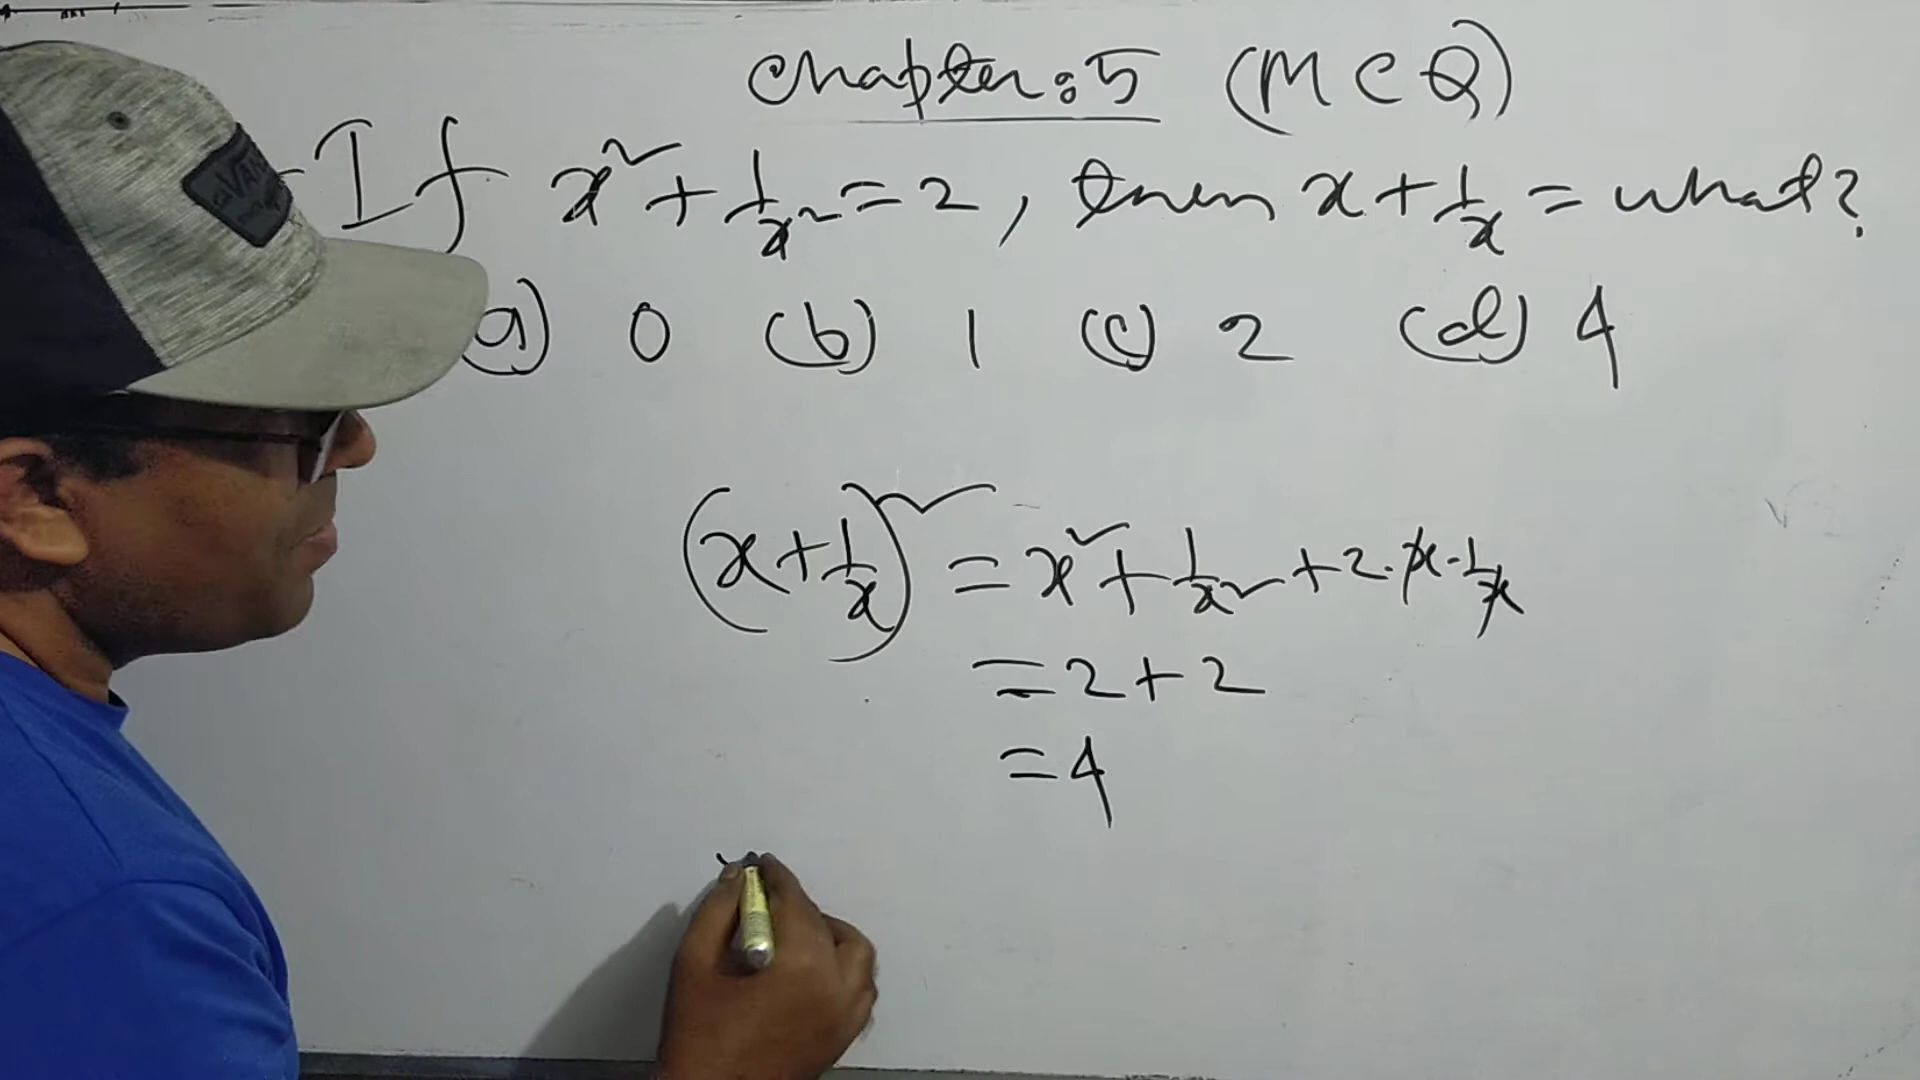 Chapter: 5 (MCQ)
If x² + 1/x² = 2, then x + 1/x = what?
a) 0 (b) 1 (c) 2 (d) 4
(x + 1/x)² = x² + 1/x² + 2 · x · 1/x
= 2 + 2
= 4